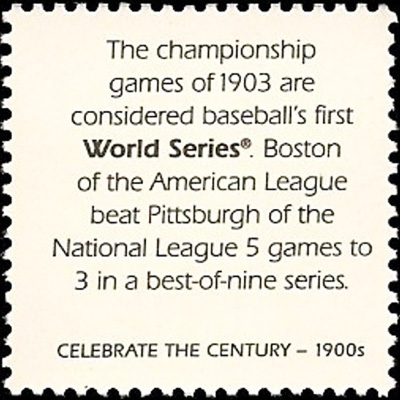 The championship
games of 1903 are
considered baseball's first
World Series®. Boston
of the American League
beat Pittsburgh of the
National League 5 games to
3 in a best-of-nine series.
CELEBRATE THE CENTURY – 1900s